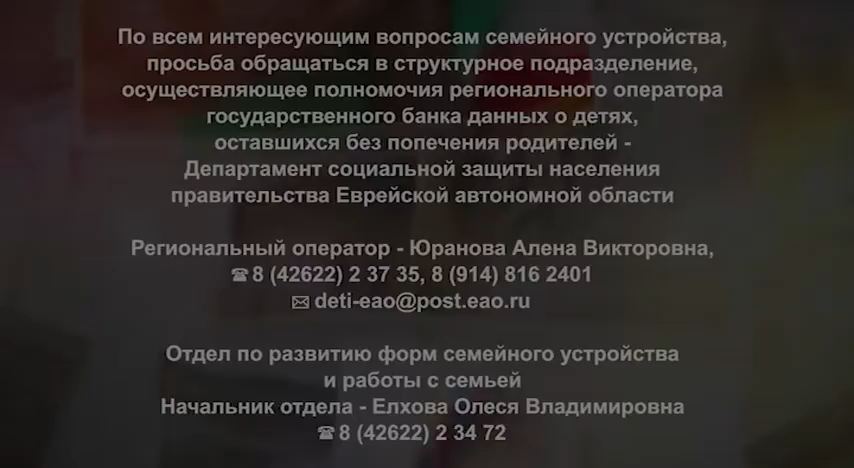 По всем интересующим вопросам семейного устройства,
просьба обращаться в структурное подразделение,
осуществляющее полномочия регионального оператора
государственного банка данных о детях,
оставшихся без попечения родителей -
Департамент социальной защиты населения
правительства Еврейской автономной области
Региональный оператор - Юранова Алена Викторовна,
☎8 (42622) 2 37 35, 8 (914) 816 2401
✉ deti-eao@post.eao.ru
Отдел по развитию форм семейного устройства
и работы с семьей
Начальник отдела - Елхова Олеся Владимировна
☎8 (42622) 2 34 72